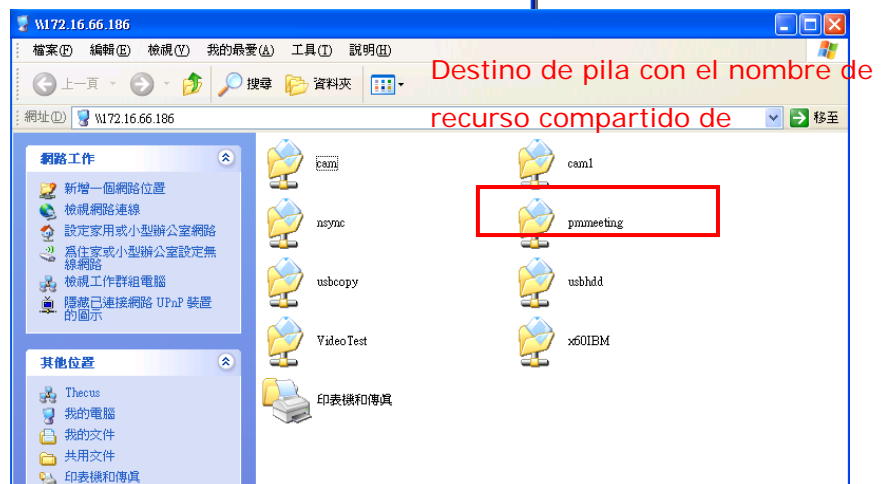 \\172.16.66.186
檔案(F) 編輯(E) 檢視(V) 我的最愛(A) 工具(T) 說明(H)
上一頁 搜尋 資料夾
Destino de pila con el nombre de
recurso compartido de
網址(D) \\172.16.66.186 移至
網路工作
新增一個網路位置
檢視網路連線
設定家用或小型辦公室網路
為住家或小型辦公室設定無
線網路
檢視工作群組電腦
隱藏已連接網路 UPnP 裝置
的圖示
其他位置
Thecus
我的電腦
我的文件
共用文件
印表機和傳真
cam
cam1
nsync
pmmeeting
usbcopy
usbhdd
VideoTest
x60IBM
印表機和傳真